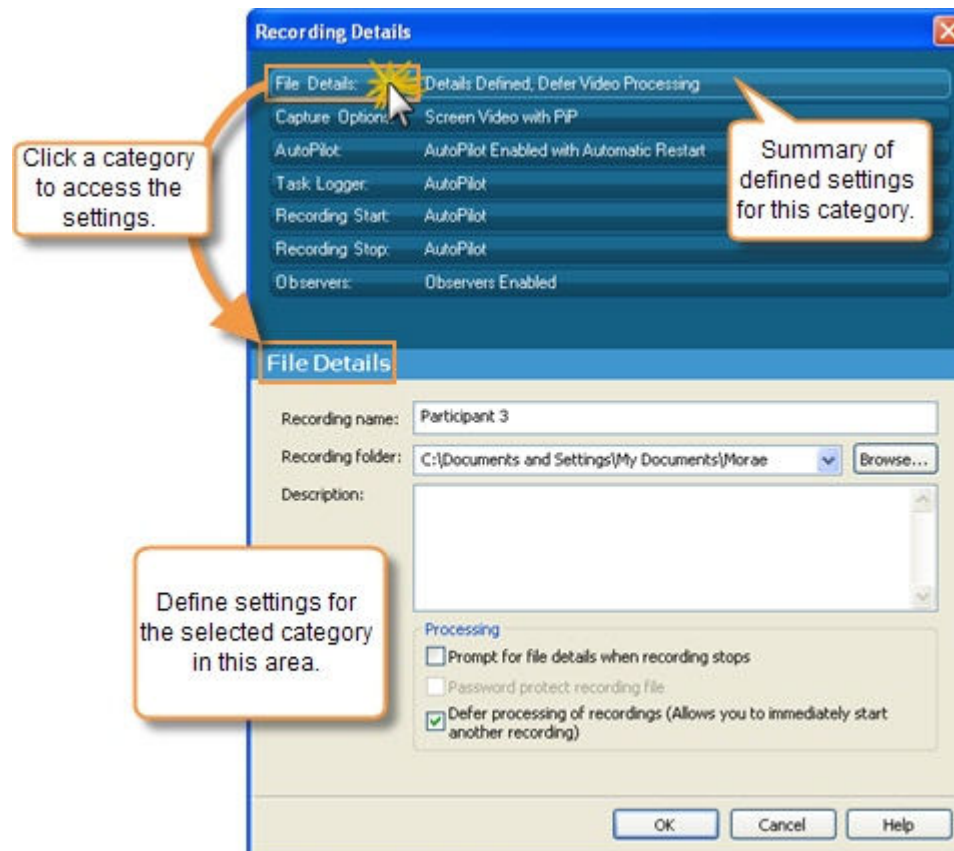 Recording Details
File Details: Details Defined, Defer Video Processing
Capture Option: Screen Video with PiP
AutoPilot: AutoPilot Enabled with Automatic Restart
Task Logger: AutoPilot
Recording Start: AutoPilot
Recording Stop: AutoPilot
Observers: Observers Enabled
Click a category
to access the
settings.
Summary of
defined settings
for this category.
File Details
Recording name: Participant 3
Recording folder: C:\Documents and Settings\My Documents\Morae Browse...
Description:
Define settings for
the selected category
in this area.
Processing
Prompt for file details when recording stops
Password protect recording file
Defer processing of recordings (Allows you to immediately start
another recording)
OK Cancel Help